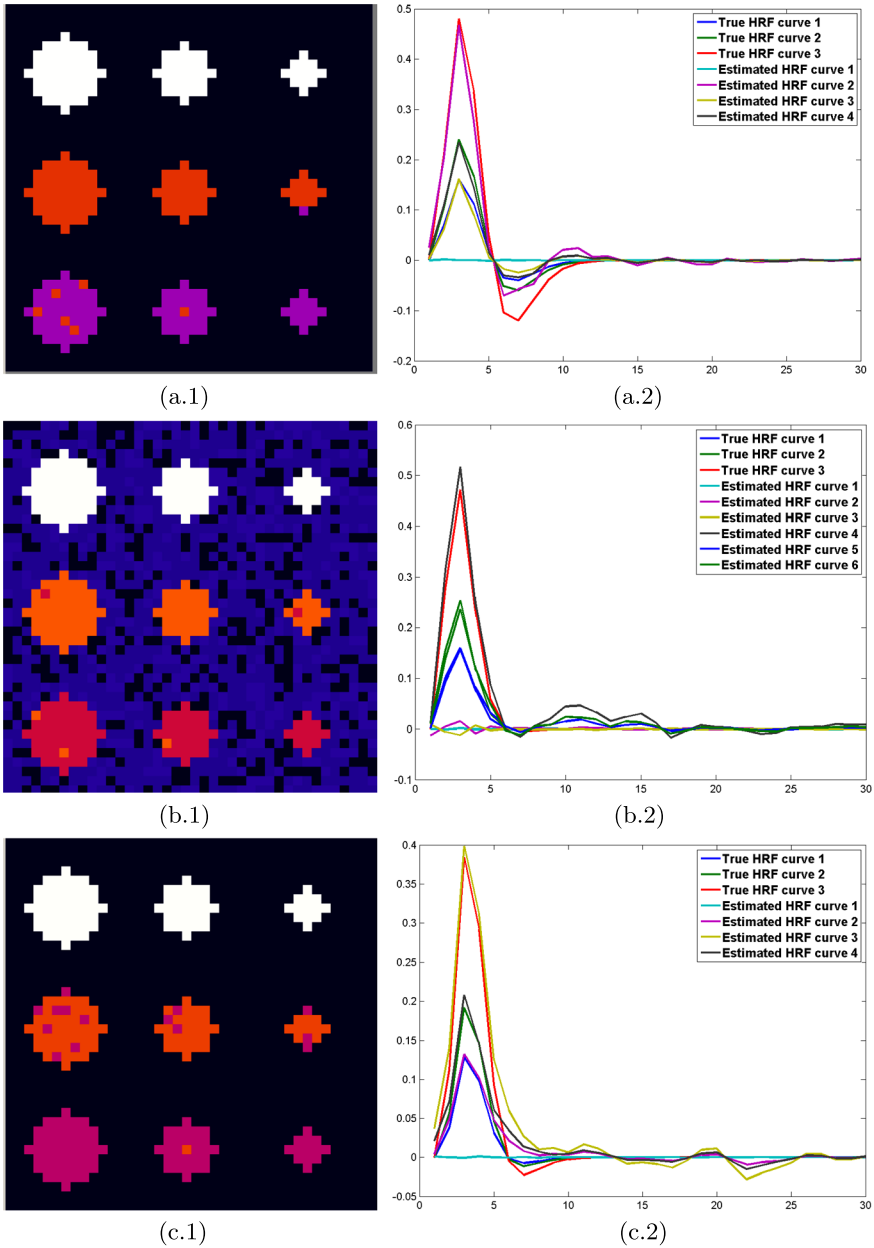 0.5
0.4
0.3
0.2
0.1
0
-0.1
-0.2
0 5 10 15 20 25 30
True HRF curve 1
True HRF curve 2
True HRF curve 3
Estimated HRF curve 1
Estimated HRF curve 2
Estimated HRF curve 3
Estimated HRF curve 4
(a.1)
(a.2)
0.6
0.5
0.4
0.3
0.2
0.1
0
-0.1
0 5 10 15 20 25 30
True HRF curve 1
True HRF curve 2
True HRF curve 3
Estimated HRF curve 1
Estimated HRF curve 2
Estimated HRF curve 3
Estimated HRF curve 4
Estimated HRF curve 5
Estimated HRF curve 6
(b.1)
(b.2)
0.4
0.35
0.3
0.25
0.2
0.15
0.1
0.05
0
-0.05
0 5 10 15 20 25 30
True HRF curve 1
True HRF curve 2
True HRF curve 3
Estimated HRF curve 1
Estimated HRF curve 2
Estimated HRF curve 3
Estimated HRF curve 4
(c.1)
(c.2)